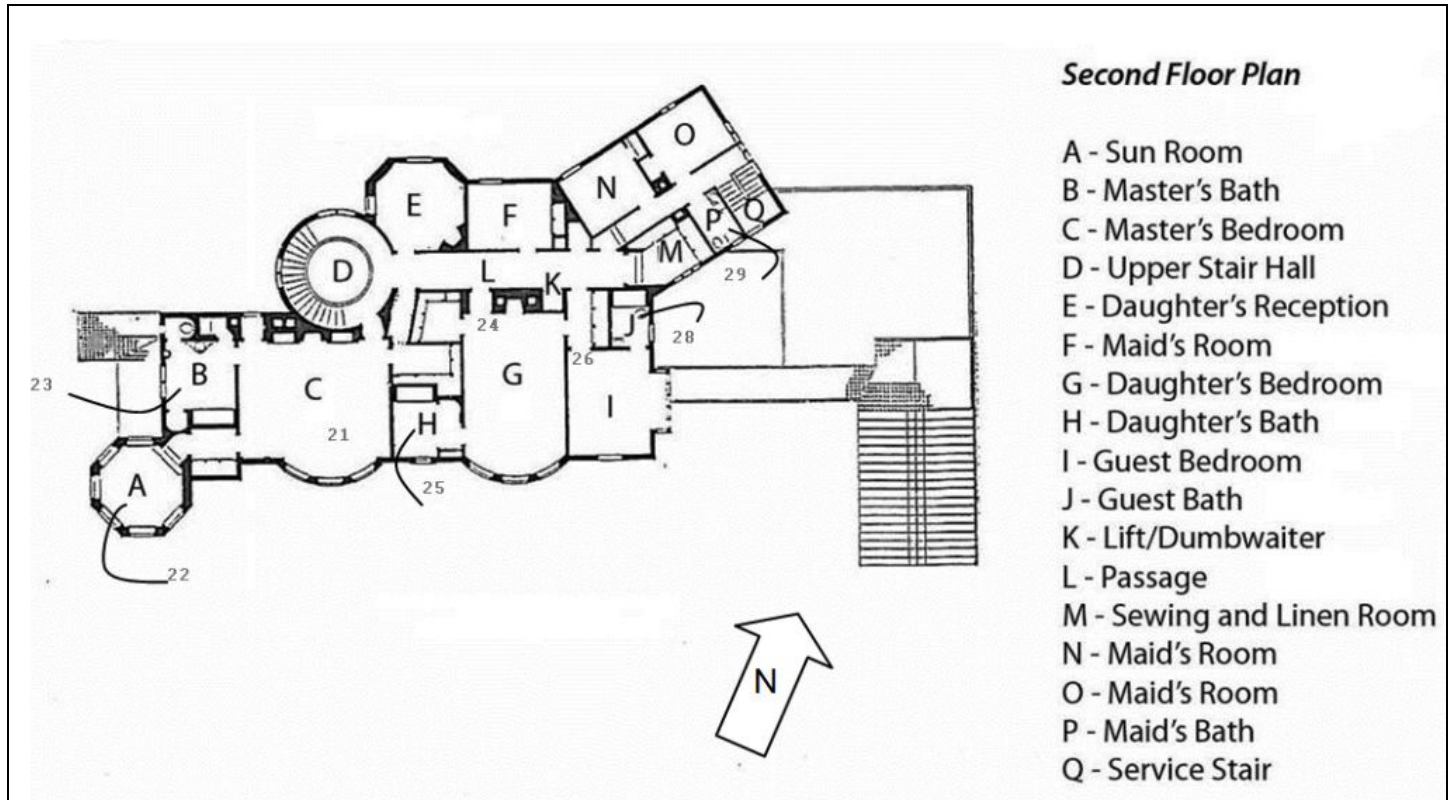 Second Floor Plan
A - Sun Room
B - Master's Bath
C - Master's Bedroom
D - Upper Stair Hall
E - Daughter's Reception
F - Maid's Room
G - Daughter's Bedroom
H - Daughter's Bath
I - Guest Bedroom
J - Guest Bath
K - Lift/Dumbwaiter
L - Passage
M - Sewing and Linen Room
N - Maid's Room
O - Maid's Room
P - Maid's Bath
Q - Service Stair
O
N
E
F
P
Q
M
D
L
K
29
24
J
28
26
B
C
G
23
I
H
21
A
25
22
N